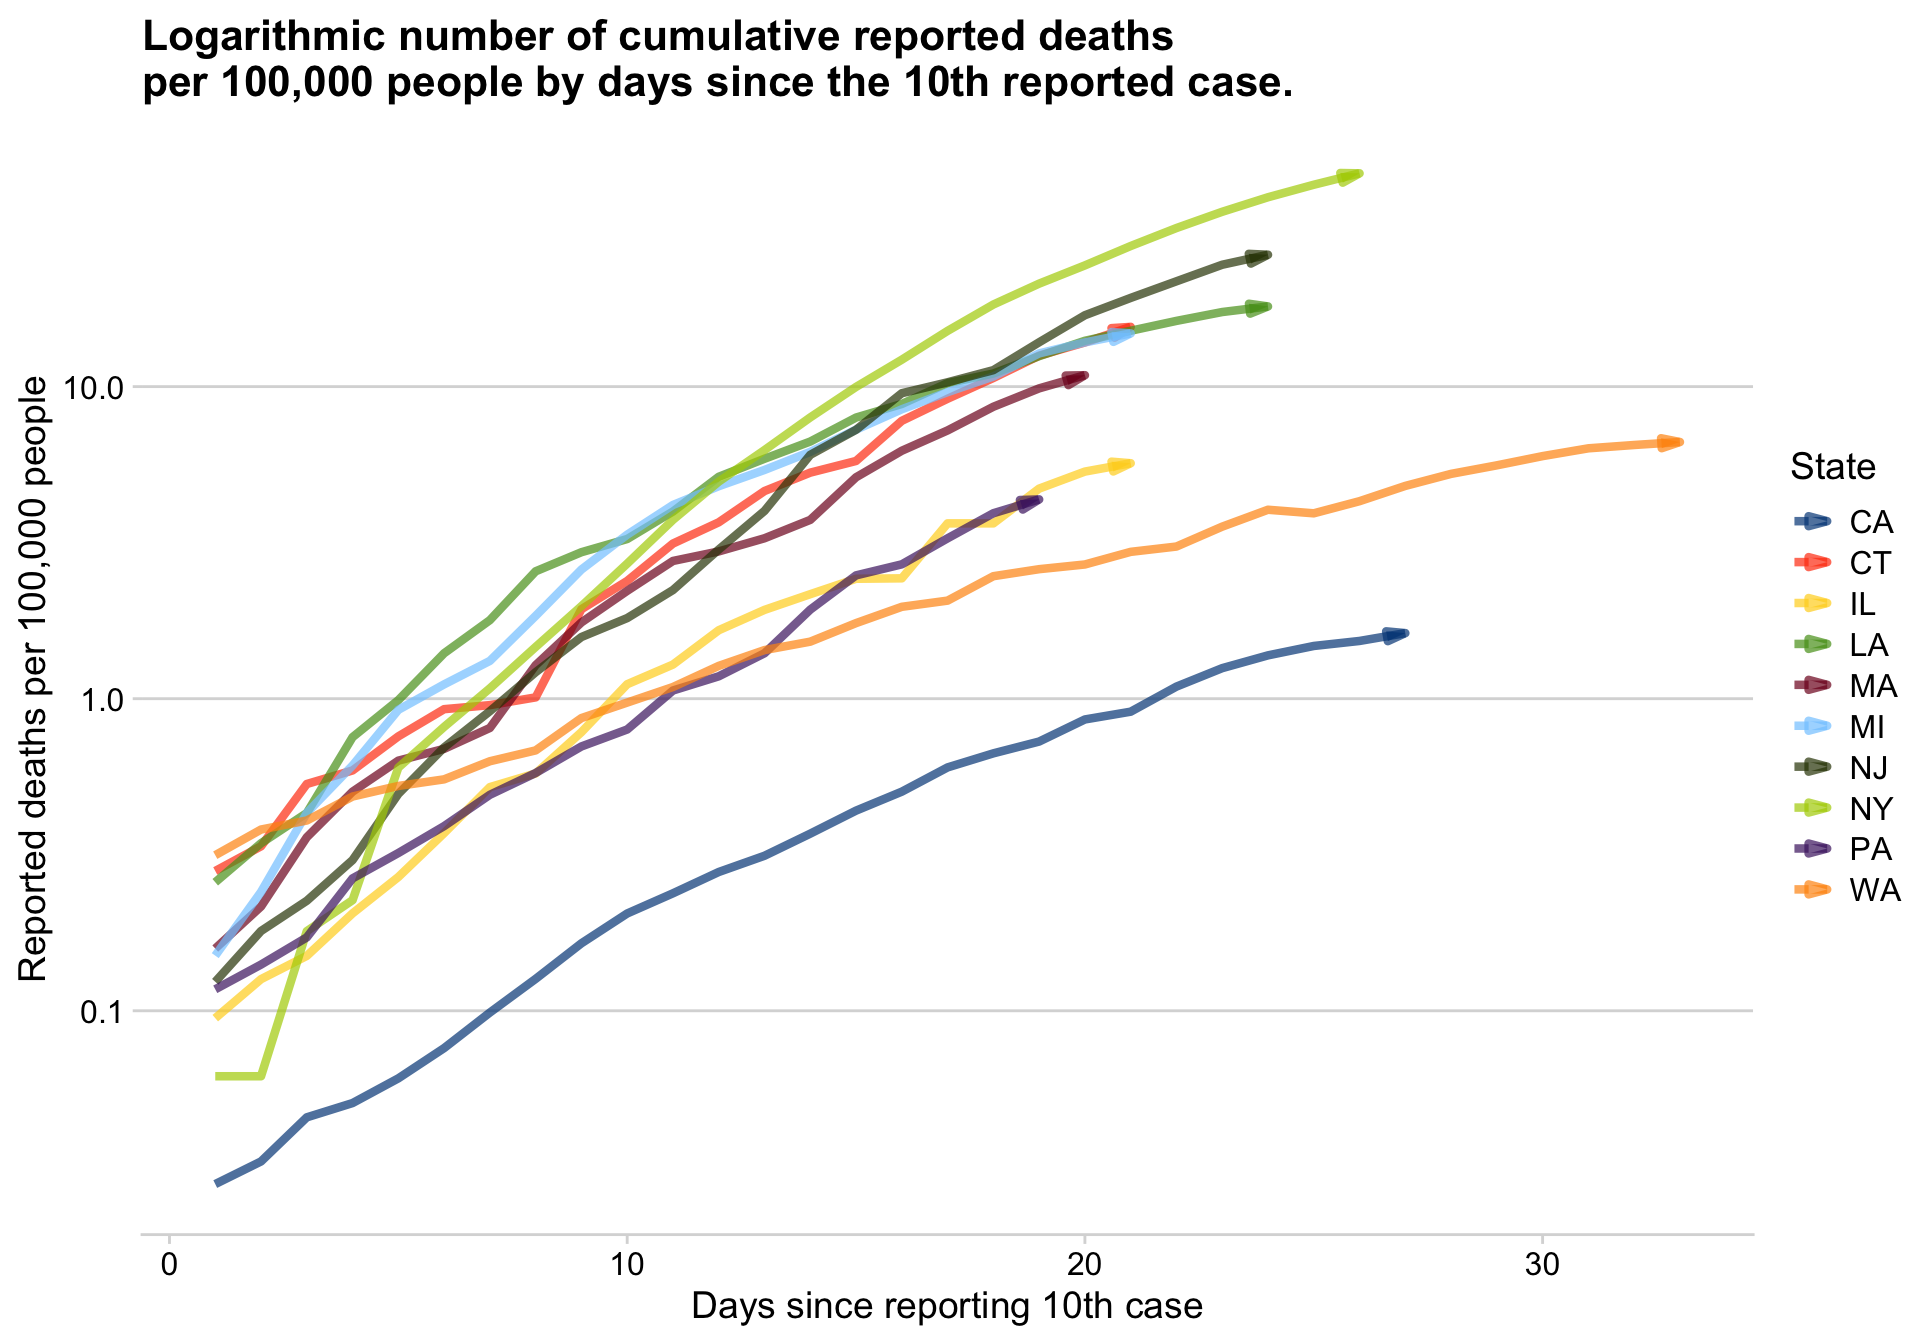 Logarithmic number of cumulative reported deaths
per 100,000 people by days since the 10th reported case.
Reported deaths per 100,000 people
10.0
1.0
0.1
0
10
20
30
Days since reporting 10th case
State
CA
CT
IL
LA
MA
MI
NJ
NY
PA
WA